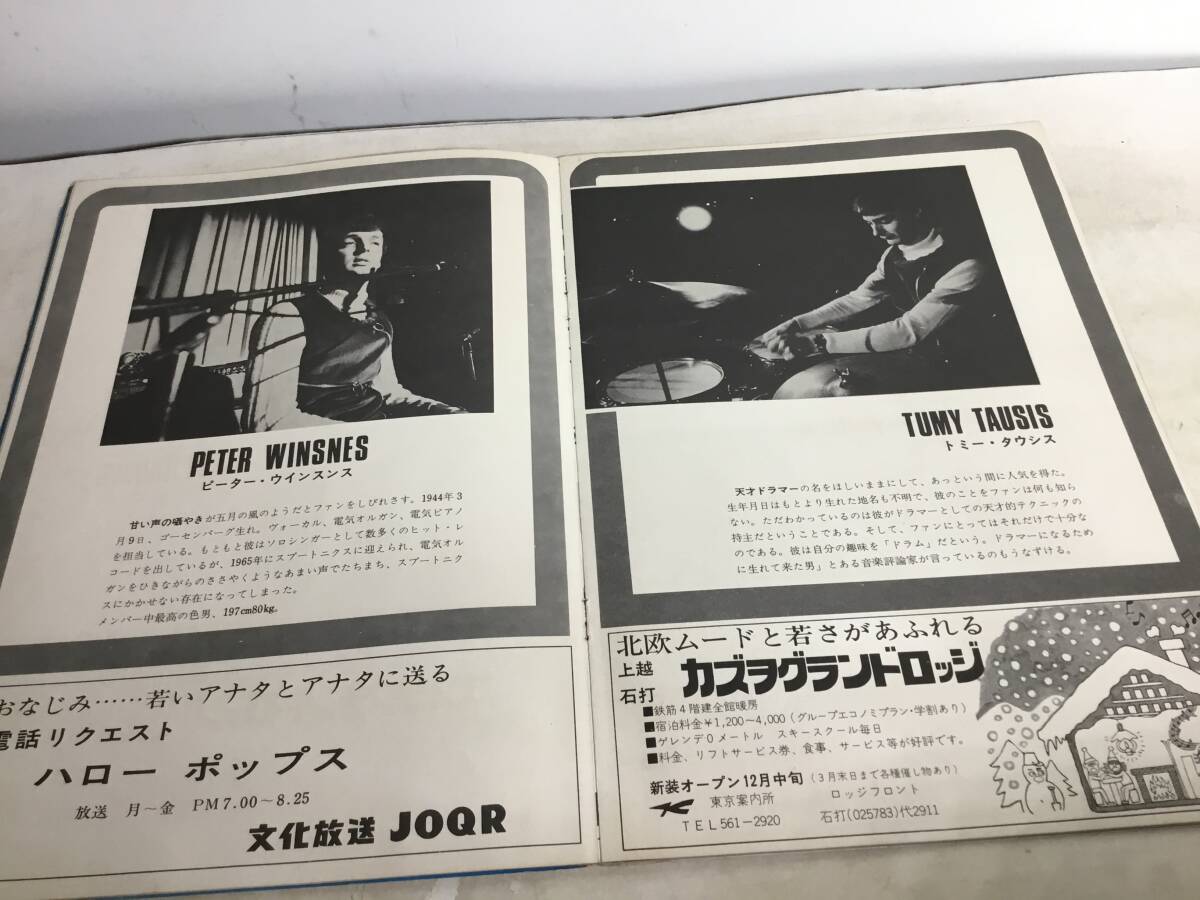 PETER WINSNES
ピーター・ウインスンス
甘い声の囁やきが五月の風のようだとファンをしびれさす。1944年3
月9日、ゴーセンバーグ生れ。ヴォーカル、電気オルガン、電気ピアノ
を担当している。もともと彼はソロシンガーとして数多くのヒット・レ
コードを出しているが、1965年にスプートニクスに迎えられ、電気オル
ガンをひきながらのささやくようなあまい声でたちまち、スプートニク
スにかかせない存在になってしまった。
メンバー中最高の色男、197cm80kg。
おなじみ……若いアナタとアナタに送る
電話リクエスト
ハロー ポップス
放送 月〜金 PM7.00〜8.25
文化放送 JOQR
TUMY TAUSIS
トミー・タウシス
天才ドラマーの名をほしいままにして、あっという間に人気を得た。
生年月日はもとより生れた地名も不明で、彼のことをファンは何も知ら
ない。ただわかっているのは彼がドラマーとしての天才的テクニックの
持主だということである。そして、ファンにとってはそれだけで十分な
のである。彼は自分の趣味を「ドラム」だという。ドラマーになるため
に生れて来た男」とある音楽評論家が言っているのもうなずける。
北欧ムードと若さがあふれる
上越
石打
カズヲグランドロッジ
■鉄筋4階建全館暖房
■宿泊料金¥1,200〜4,000(グループエコノミプラン・学割あり)
■ゲレンデ0メートル スキースクール毎日
■料金、リフトサービス券、食事、サービス等が好評です。
新装オープン12月中旬(3月末日まで各種催し物あり)
東京案内所 ロッジフロント
TEL561-2920 石打(025783)代2911